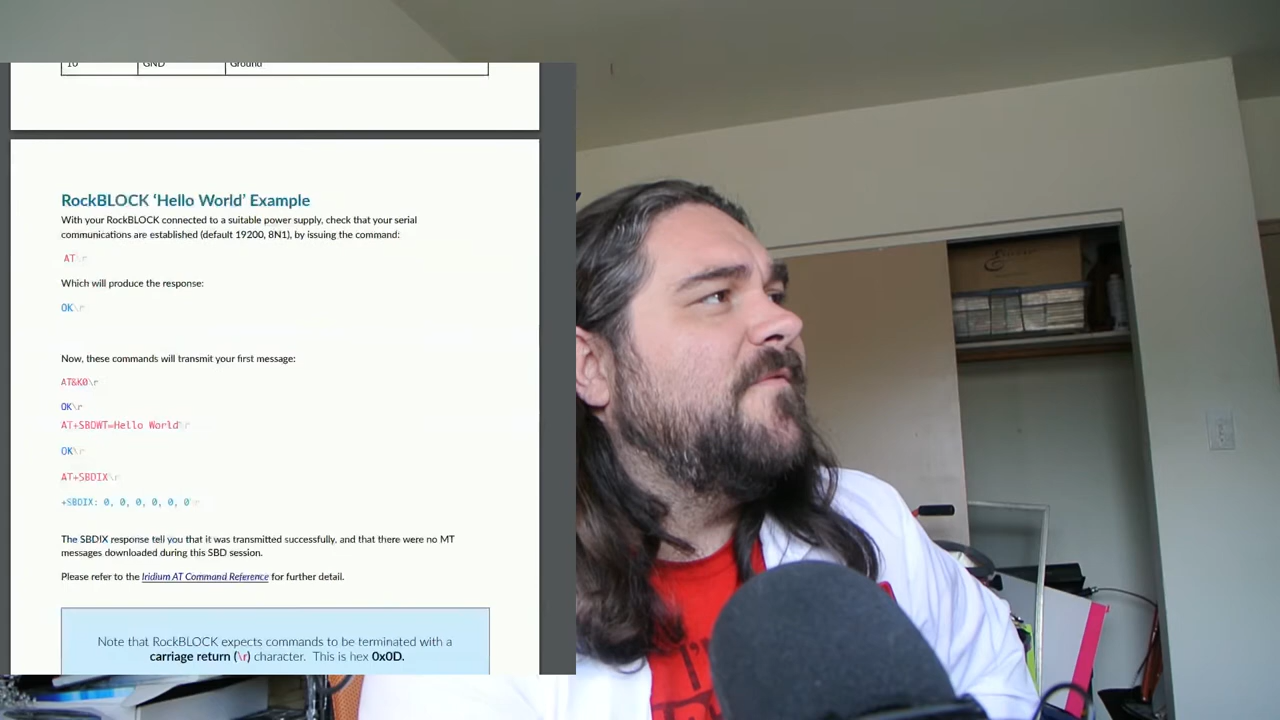 10 GND Ground
RockBLOCK ‘Hello World’ Example
With your RockBLOCK connected to a suitable power supply, check that your serial
communications are established (default 19200, 8N1), by issuing the command:
AT\r
Which will produce the response:
OK\r
Now, these commands will transmit your first message:
AT&K0\r
OK\r
AT+SBDWT=Hello World\r
OK\r
AT+SBDIX\r
+SBDIX: 0, 0, 0, 0, 0, 0\r
The SBDIX response tell you that it was transmitted successfully, and that there were no MT
messages downloaded during this SBD session.
Please refer to the Iridium AT Command Reference for further detail.
Note that RockBLOCK expects commands to be terminated with a
carriage return (\r) character. This is hex 0x0D.
I'M